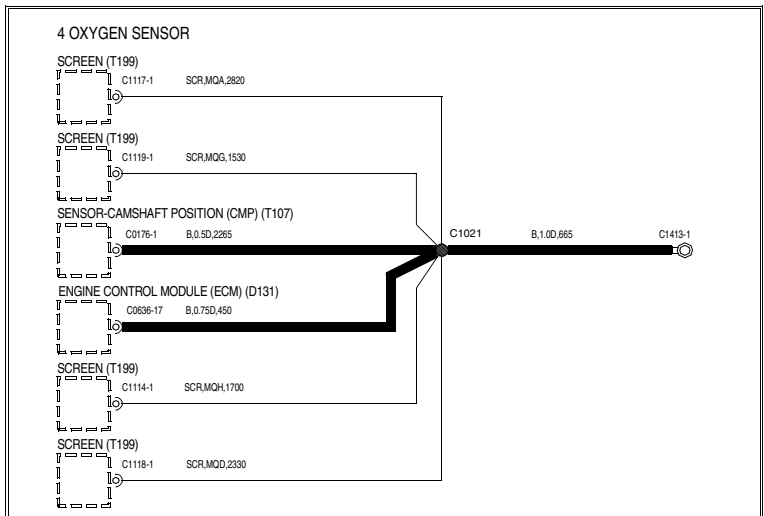 4 OXYGEN SENSOR
SCREEN (T199)
C1117-1 SCR,MQA,2820
SCREEN (T199)
C1119-1 SCR,MQG,1530
SENSOR-CAMSHAFT POSITION (CMP) (T107)
C0176-1 B,0.5D,2265 C1021 B,1.0D,665 C1413-1
ENGINE CONTROL MODULE (ECM) (D131)
C0636-17 B,0.75D,450
SCREEN (T199)
C1114-1 SCR,MQH,1700
SCREEN (T199)
C1118-1 SCR,MQD,2330